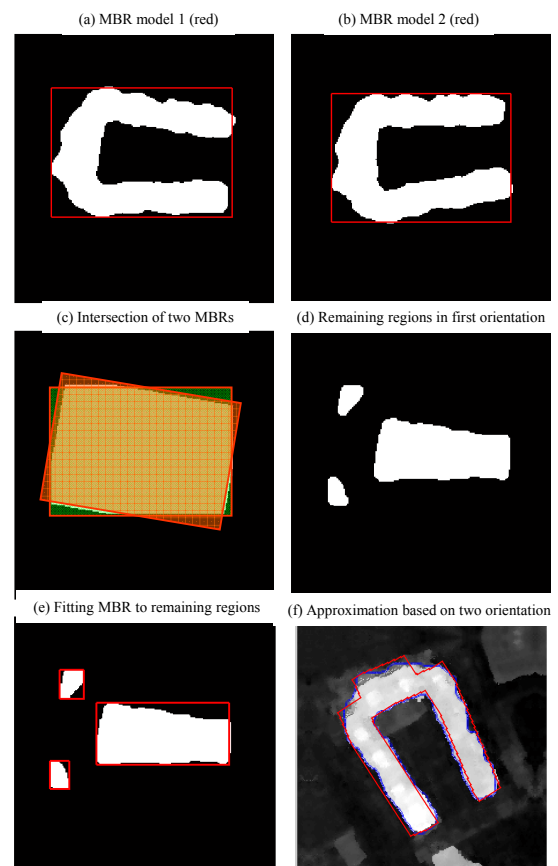 (a) MBR model 1 (red)
(b) MBR model 2 (red)
(c) Intersection of two MBRs
(d) Remaining regions in first orientation
(e) Fitting MBR to remaining regions
(f) Approximation based on two orientation